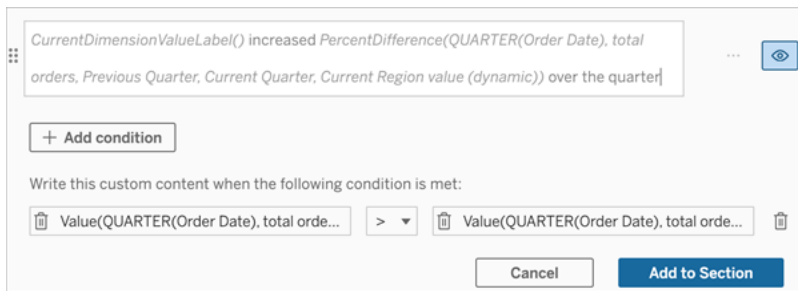 CurrentDimensionValueLabel() increased PercentDifference(QUARTER(Order Date), total
orders, Previous Quarter, Current Quarter, Current Region value (dynamic)) over the quarter
+ Add condition
Write this custom content when the following condition is met:
Value(QUARTER(Order Date), total orde... > Value(QUARTER(Order Date), total orde...
Cancel Add to Section